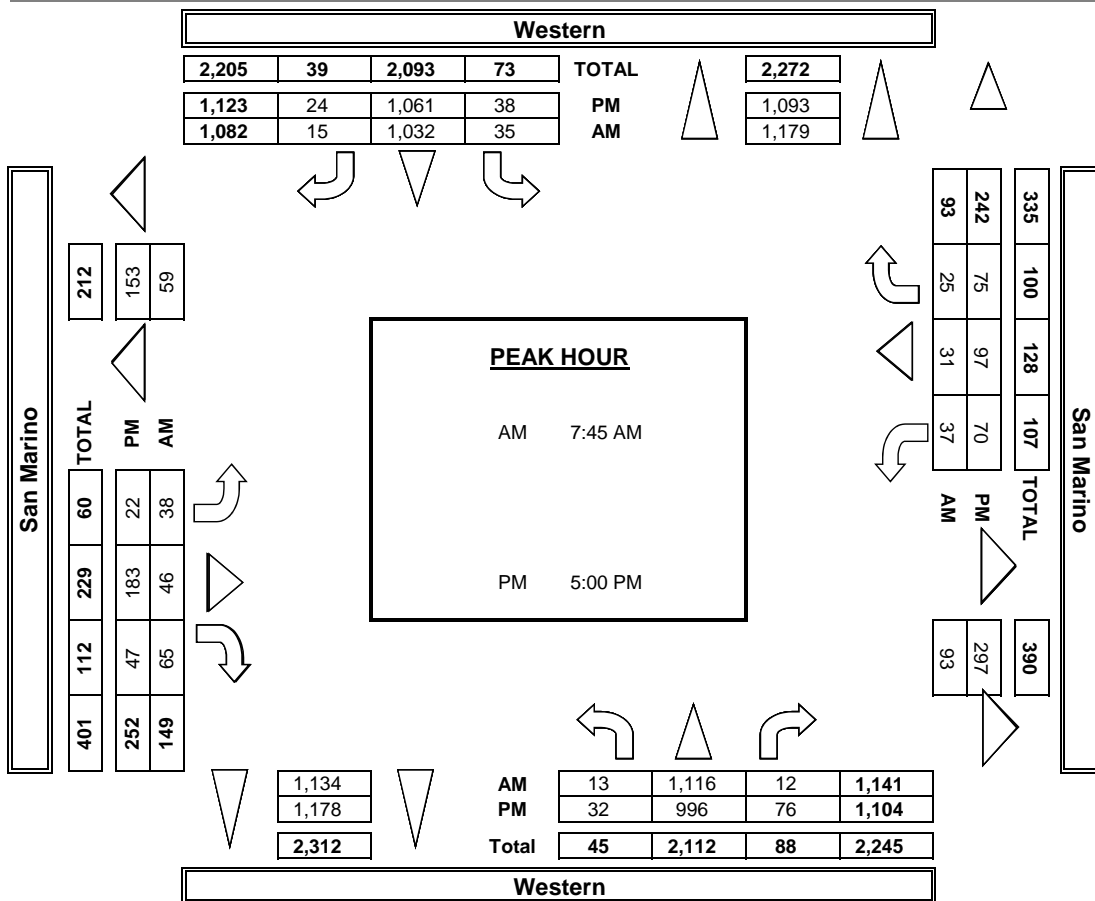 Western
2,205 39 2,093 73 TOTAL 2,272
1,123 24 1,061 38 PM 1,093
1,082 15 1,032 35 AM 1,179
San Marino
212
153
59
TOTAL PM AM
60 22 38
229 183 46
112 47 65
401 252 149
PEAK HOUR
AM 7:45 AM
PM 5:00 PM
93 242 335
25 75 100
31 97 128
37 70 107
AM PM TOTAL
93 297 390
San Marino
1,134 AM 13 1,116 12 1,141
1,178 PM 32 996 76 1,104
2,312 Total 45 2,112 88 2,245
Western